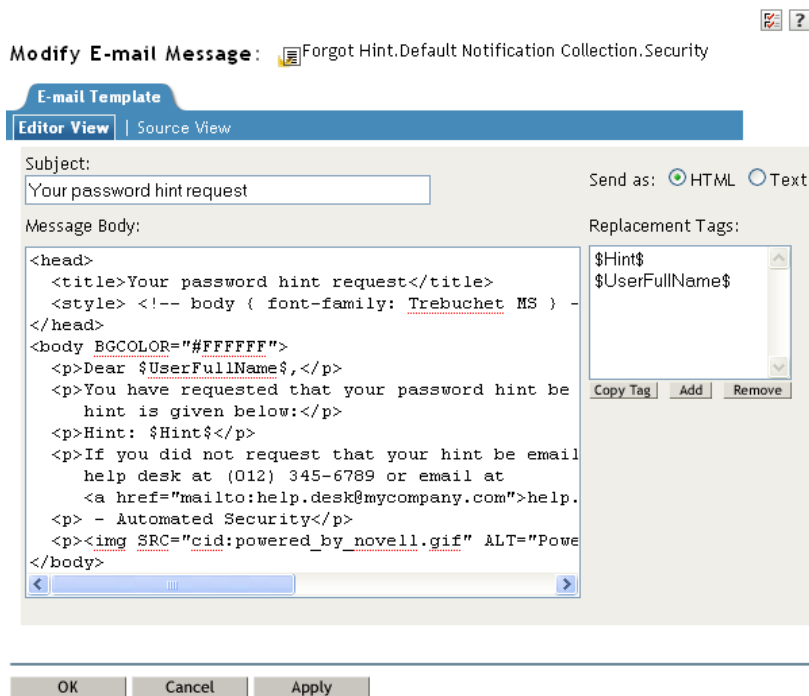 ?
Modify E-mail Message: Forgot Hint.Default Notification Collection.Security
E-mail Template
Editor View | Source View
Subject:
Your password hint request
Send as: HTML Text
Message Body:
Replacement Tags:
<head>
<title>Your password hint request</title>
<style> <!-- body { font-family: Trebuchet MS } -
</head>
<body BGCOLOR="#FFFFFF">
<p>Dear $UserFullName$,</p>
<p>You have requested that your password hint be
hint is given below:</p>
<p>Hint: $Hint$</p>
<p>If you did not request that your hint be email
help desk at (012) 345-6789 or email at
<a href="mailto:help.desk@mycompany.com">help.
<p> - Automated Security</p>
<p><img SRC="cid:powered_by_novell.gif" ALT="Powe
</body>
$Hint$
$UserFullName$
Copy Tag Add Remove
OK Cancel Apply